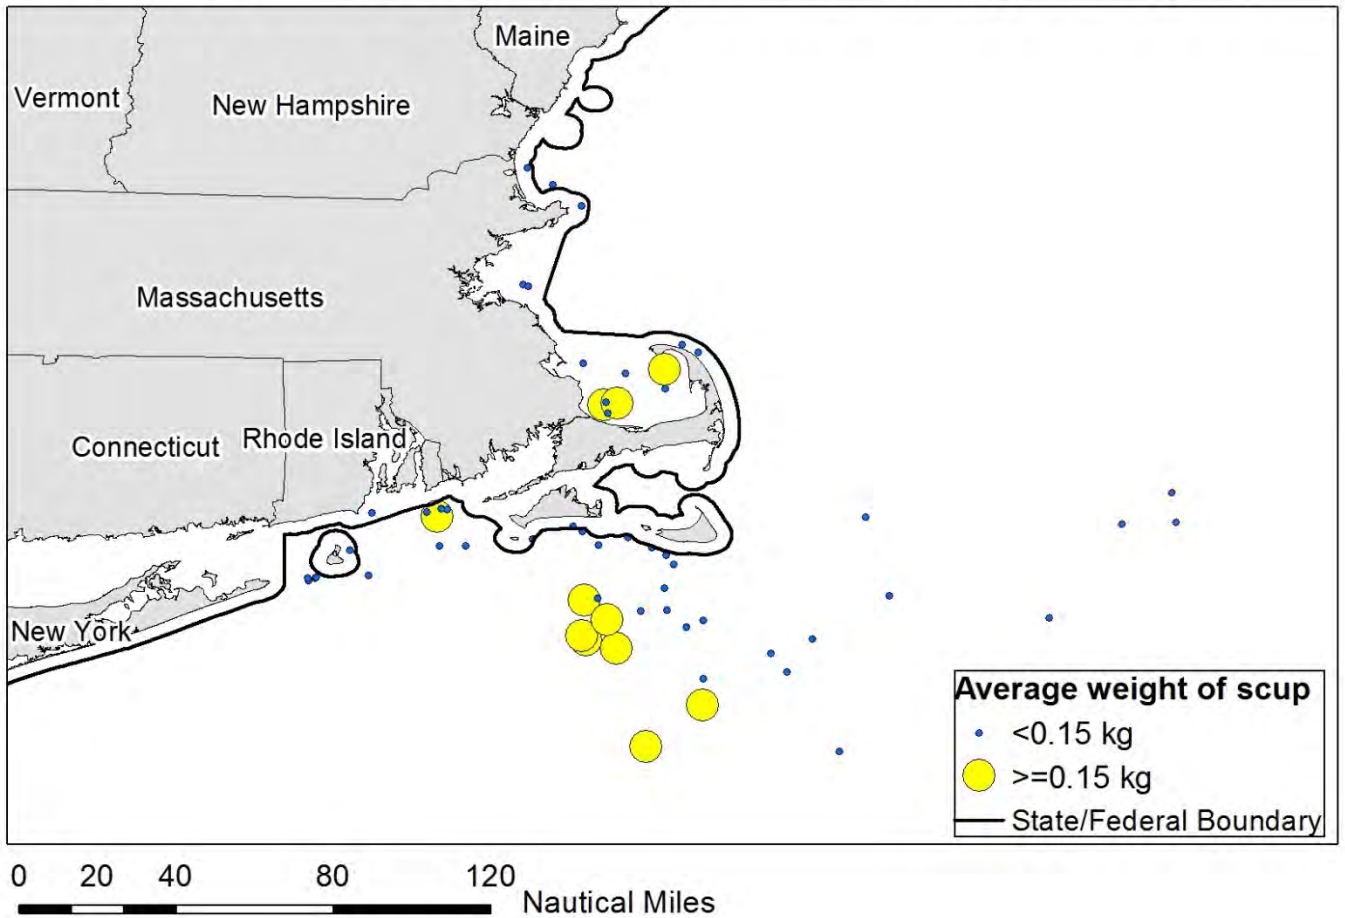 Maine
Vermont
New Hampshire
Massachusetts
Connecticut
Rhode Island
New York
Average weight of scup
<0.15 kg
>=0.15 kg
State/Federal Boundary
0 20 40 80 120
Nautical Miles